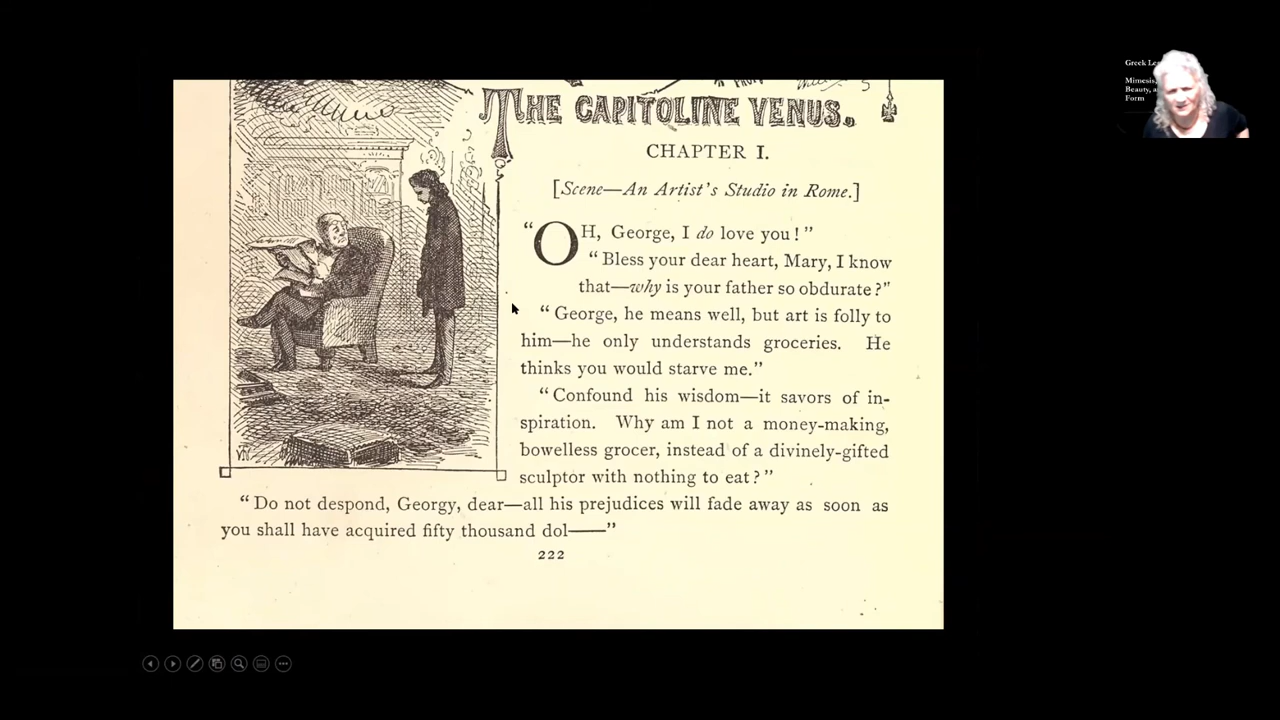 THE CAPITOLINE VENUS.
CHAPTER I.
[Scene—An Artist's Studio in Rome.]
“OH, George, I do love you!”
“Bless your dear heart, Mary, I know
that—why is your father so obdurate?”
“George, he means well, but art is folly to
him—he only understands groceries. He
thinks you would starve me.”
“Confound his wisdom—it savors of in-
spiration. Why am I not a money-making,
bowelless grocer, instead of a divinely-gifted
sculptor with nothing to eat?”
“Do not despond, Georgy, dear—all his prejudices will fade away as soon as
you shall have acquired fifty thousand dol——”
222
Greek
Mimesis,
Beauty,
Form